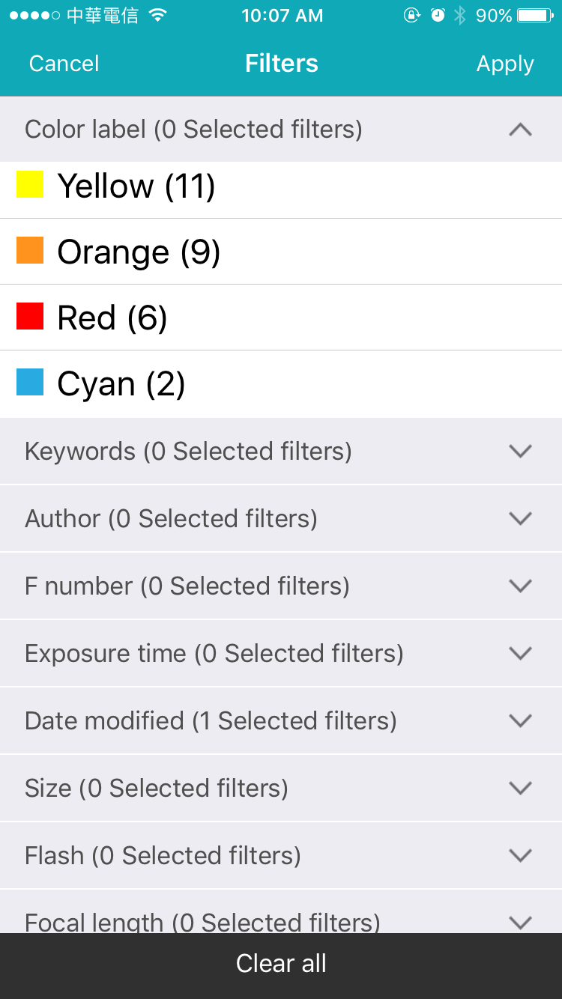 中華電信 10:07 AM 90%
Cancel Filters Apply
Color label (0 Selected filters)
Yellow (11)
Orange (9)
Red (6)
Cyan (2)
Keywords (0 Selected filters)
Author (0 Selected filters)
F number (0 Selected filters)
Exposure time (0 Selected filters)
Date modified (1 Selected filters)
Size (0 Selected filters)
Flash (0 Selected filters)
Focal length (0 Selected filters)
Clear all